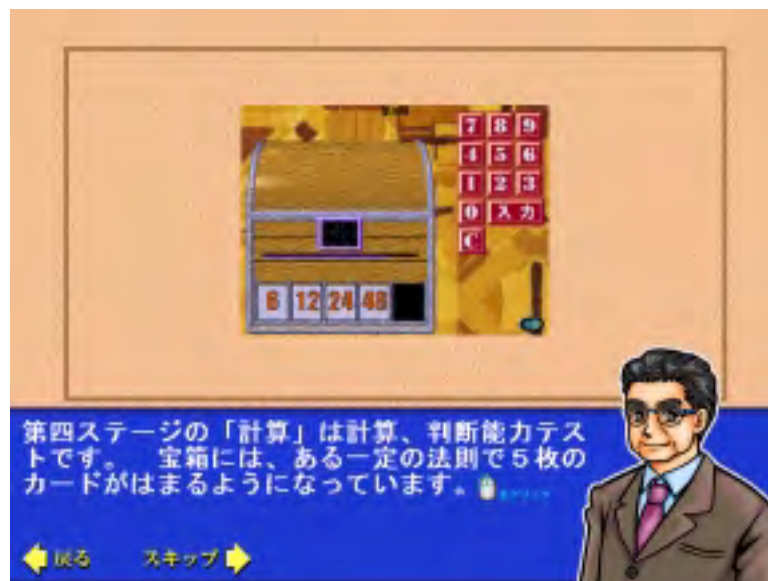 7 8 9
4 5 6
1 2 3
0 入力
C
6 12 24 48
第四ステージの「計算」は計算、判断能力テス
トです。　宝箱には、ある一定の法則で５枚の
カードがはまるようになっています。
戻る　スキップ